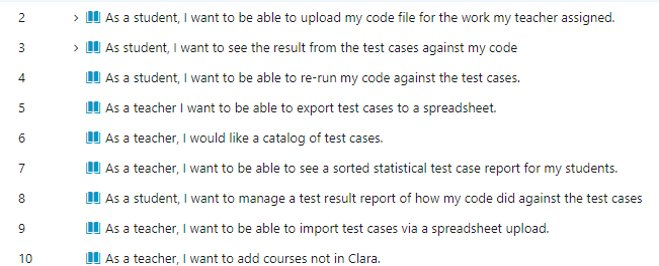 2 > As a student, I want to be able to upload my code file for the work my teacher assigned.
3 > As student, I want to see the result from the test cases against my code
4 As a student, I want to be able to re-run my code against the test cases.
5 As a teacher I want to be able to export test cases to a spreadsheet.
6 As a teacher, I would like a catalog of test cases.
7 As a teacher, I want to be able to see a sorted statistical test case report for my students.
8 As a student, I want to manage a test result report of how my code did against the test cases
9 As a teacher, I want to be able to import test cases via a spreadsheet upload.
10 As a teacher, I want to add courses not in Clara.